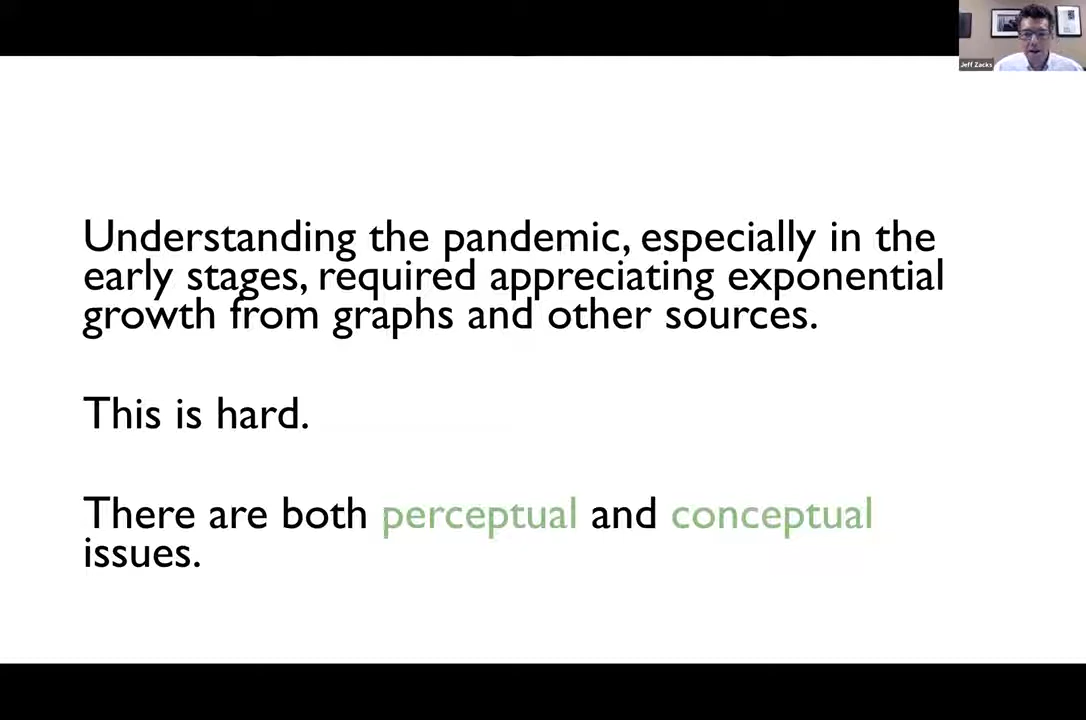 Jeff Zacks
Understanding the pandemic, especially in the
early stages, required appreciating exponential
growth from graphs and other sources.
This is hard.
There are both perceptual and conceptual
issues.